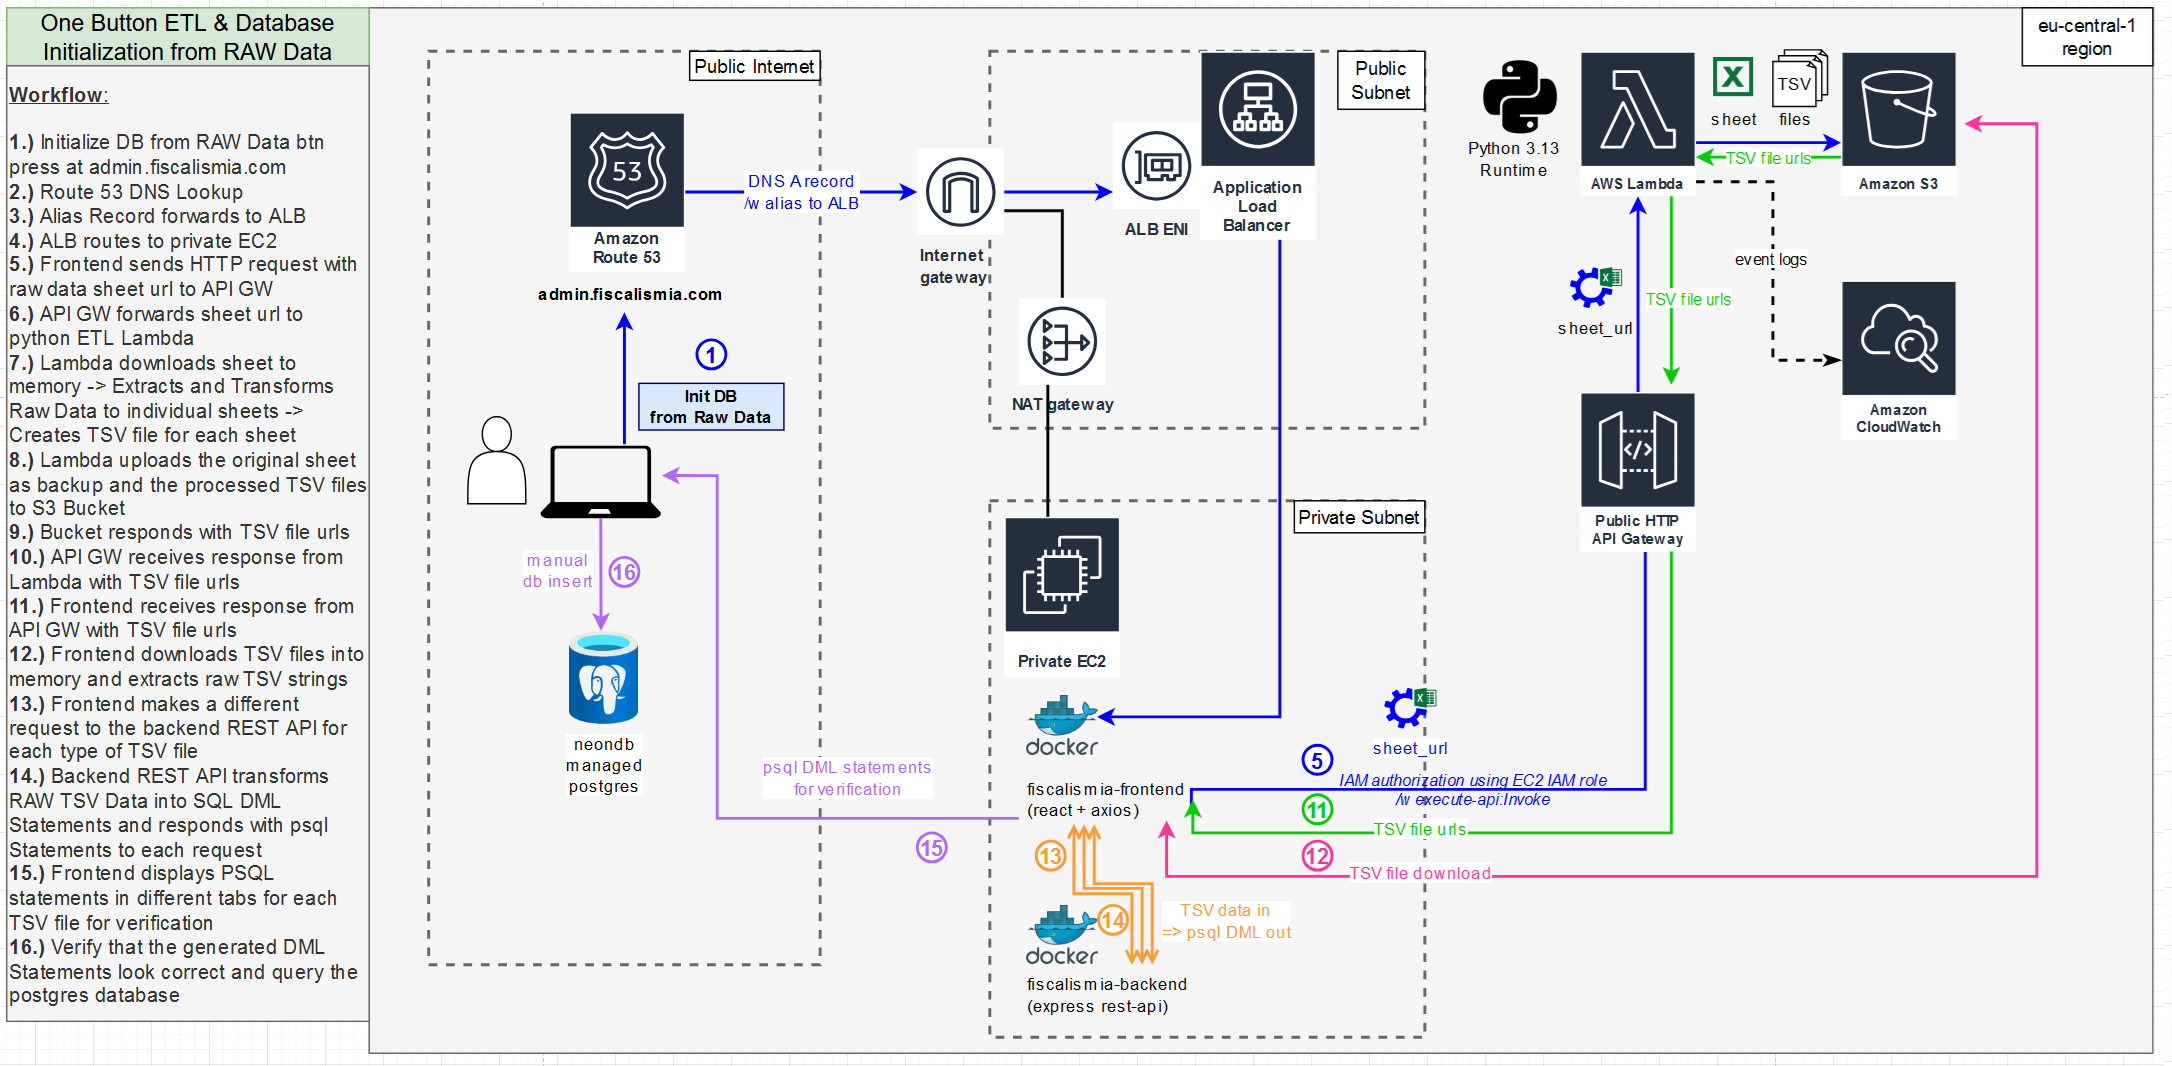 One Button ETL & Database
Initialization from RAW Data
Workflow:
1.) Initialize DB from RAW Data btn
press at admin.fiscalismia.com
2.) Route 53 DNS Lookup
3.) Alias Record forwards to ALB
4.) ALB routes to private EC2
5.) Frontend sends HTTP request with
raw data sheet url to API GW
6.) API GW forwards sheet url to
python ETL Lambda
7.) Lambda downloads sheet to
memory -> Extracts and Transforms
Raw Data to individual sheets ->
Creates TSV file for each sheet
8.) Lambda uploads the original sheet
as backup and the processed TSV files
to S3 Bucket
9.) Bucket responds with TSV file urls
10.) API GW receives response from
Lambda with TSV file urls
11.) Frontend receives response from
API GW with TSV file urls
12.) Frontend downloads TSV files into
memory and extracts raw TSV strings
13.) Frontend makes a different
request to the backend REST API for
each type of TSV file
14.) Backend REST API transforms
RAW TSV Data into SQL DML
Statements and responds with psql
Statements to each request
15.) Frontend displays PSQL
statements in different tabs for each
TSV file for verification
16.) Verify that the generated DML
Statements look correct and query the
postgres database
Public Internet
53
Amazon
Route 53
admin.fiscalismia.com
1
Init DB
from Raw Data
manual
db insert
16
neondb
managed
postgres
DNS A record
/w alias to ALB
Internet
gateway
ALB ENI
Application
Load
Balancer
Public
Subnet
NAT gateway
Private Subnet
Private EC2
docker
fiscalismia-frontend
(react + axios)
psql DML statements
for verification
15
13
14
TSV data in
=> psql DML out
docker
fiscalismia-backend
(express rest-api)
X
sheet_url
5
IAM authorization using EC2 IAM role
/w execute-api:Invoke
11
TSV file urls
12
TSV file download
Python 3.13
Runtime
AWS Lambda
X
sheet
TSV
files
TSV file urls
Amazon S3
event logs
Amazon
CloudWatch
X
sheet_url
TSV file urls
</>
Public HTTP
API Gateway
eu-central-1
region